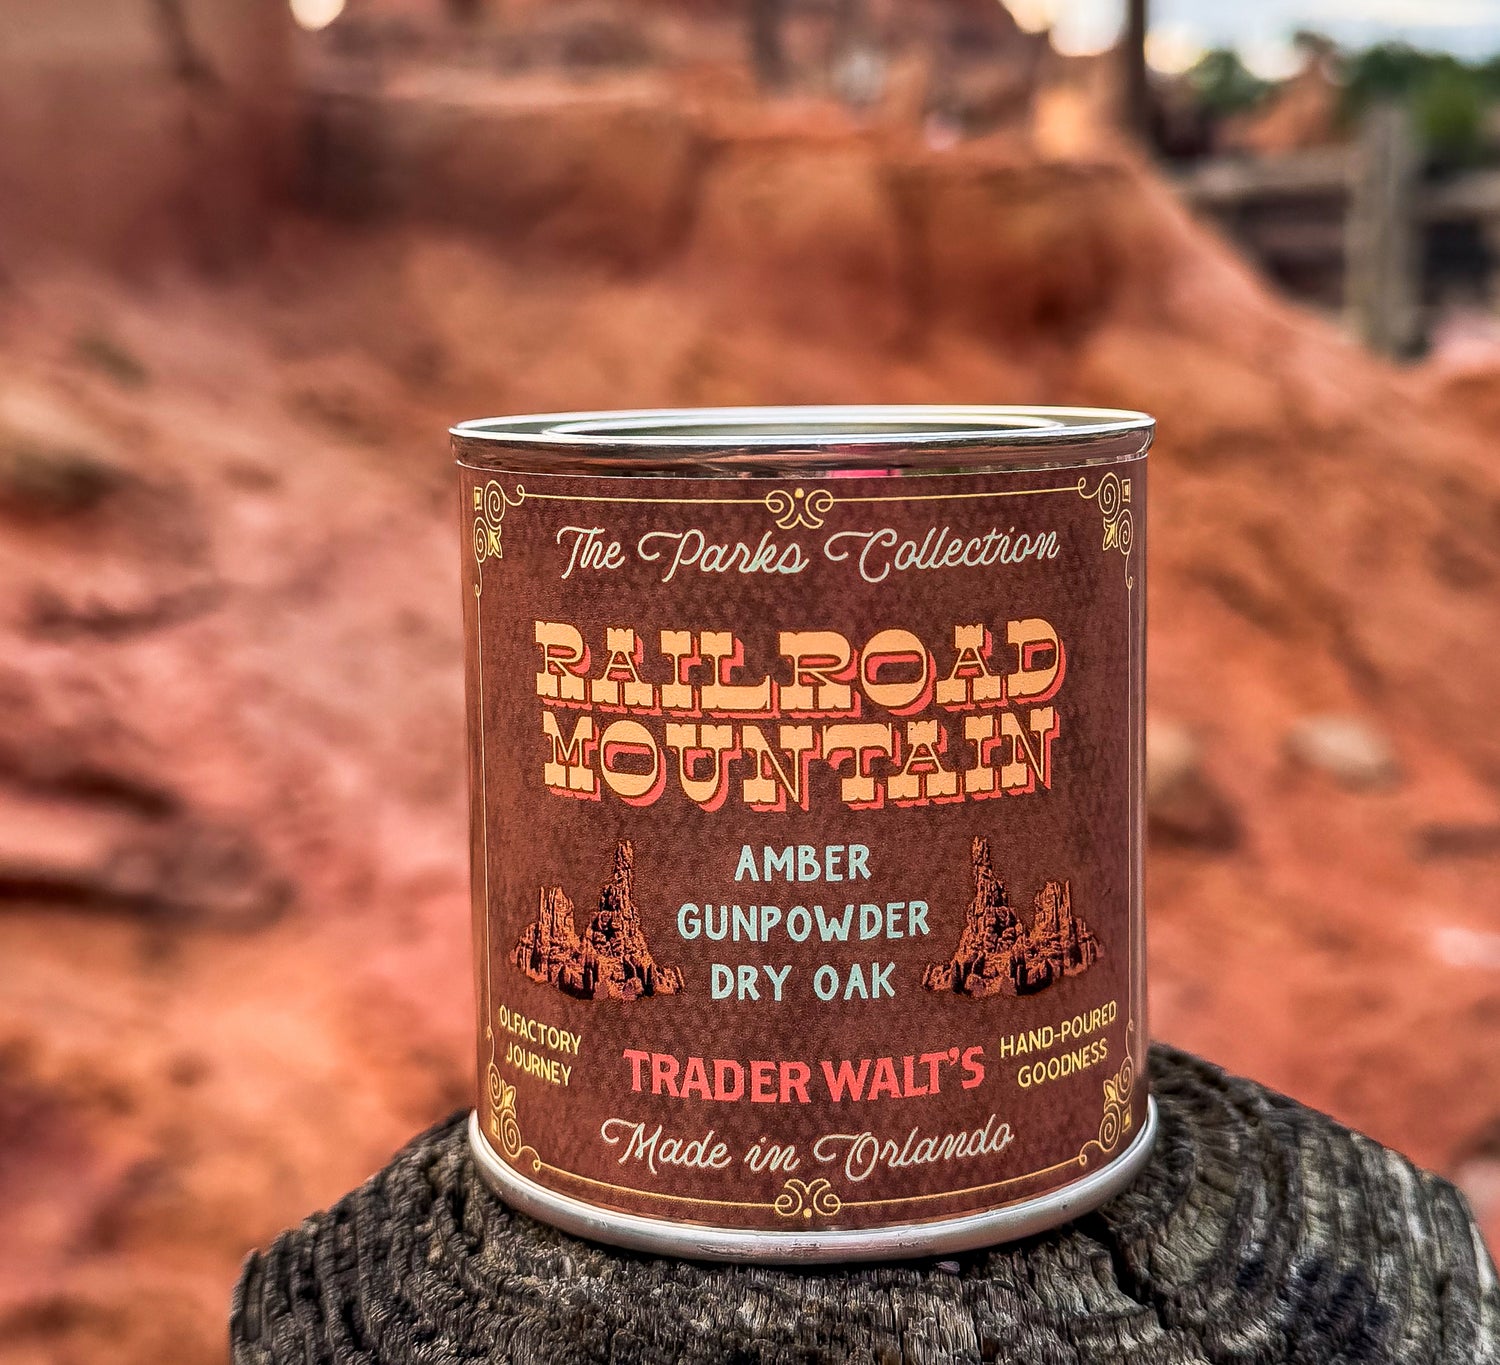 The Parks Collection
RAILROAD
MOUNTAIN
AMBER
GUNPOWDER
DRY OAK
OLFACTORY
JOURNEY
TRADER WALT'S
HAND-POURED
GOODNESS
Made in Orlando